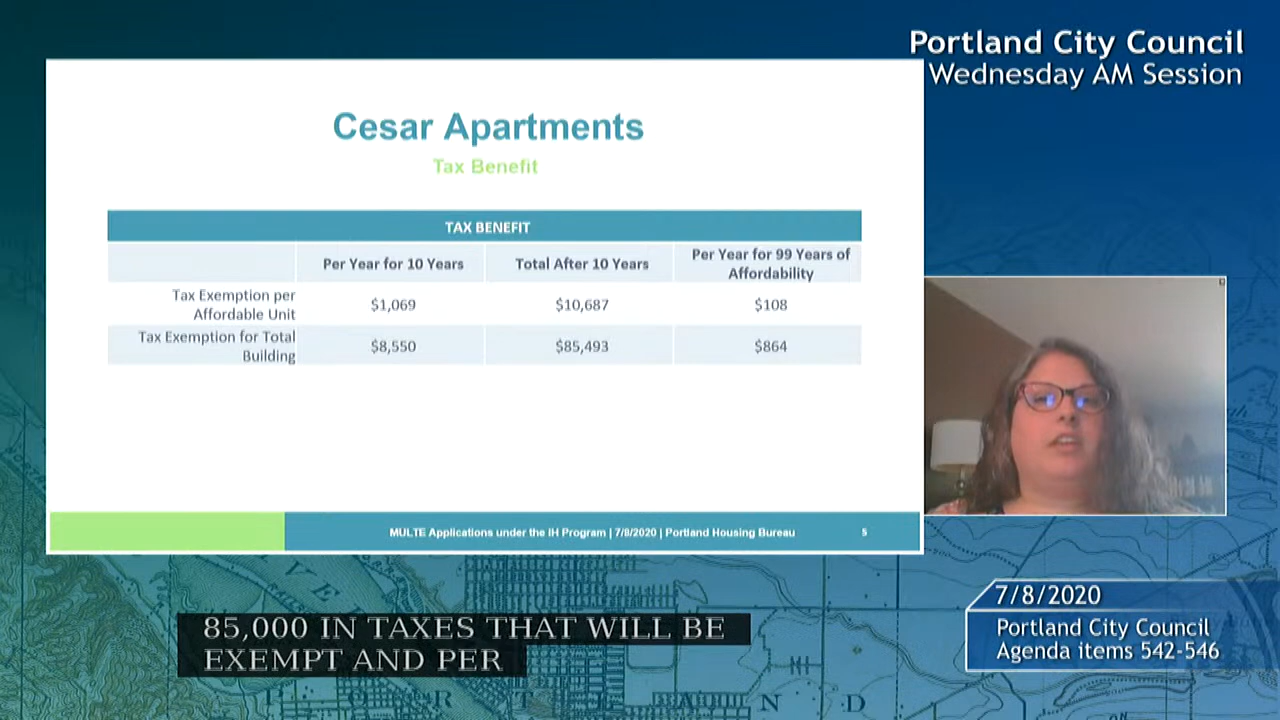 Portland City Council
Wednesday AM Session
Cesar Apartments
Tax Benefit
TAX BENEFIT
Per Year for 10 Years
Total After 10 Years
Per Year for 99 Years of
Affordability
Tax Exemption per
Affordable Unit
$1,069
$10,687
$108
Tax Exemption for Total
Building
$8,550
$85,493
$864
MULTE Applications under the IH Program | 7/8/2020 | Portland Housing Bureau
5
7/8/2020
Portland City Council
Agenda items 542-546
85,000 IN TAXES THAT WILL BE
EXEMPT AND PER